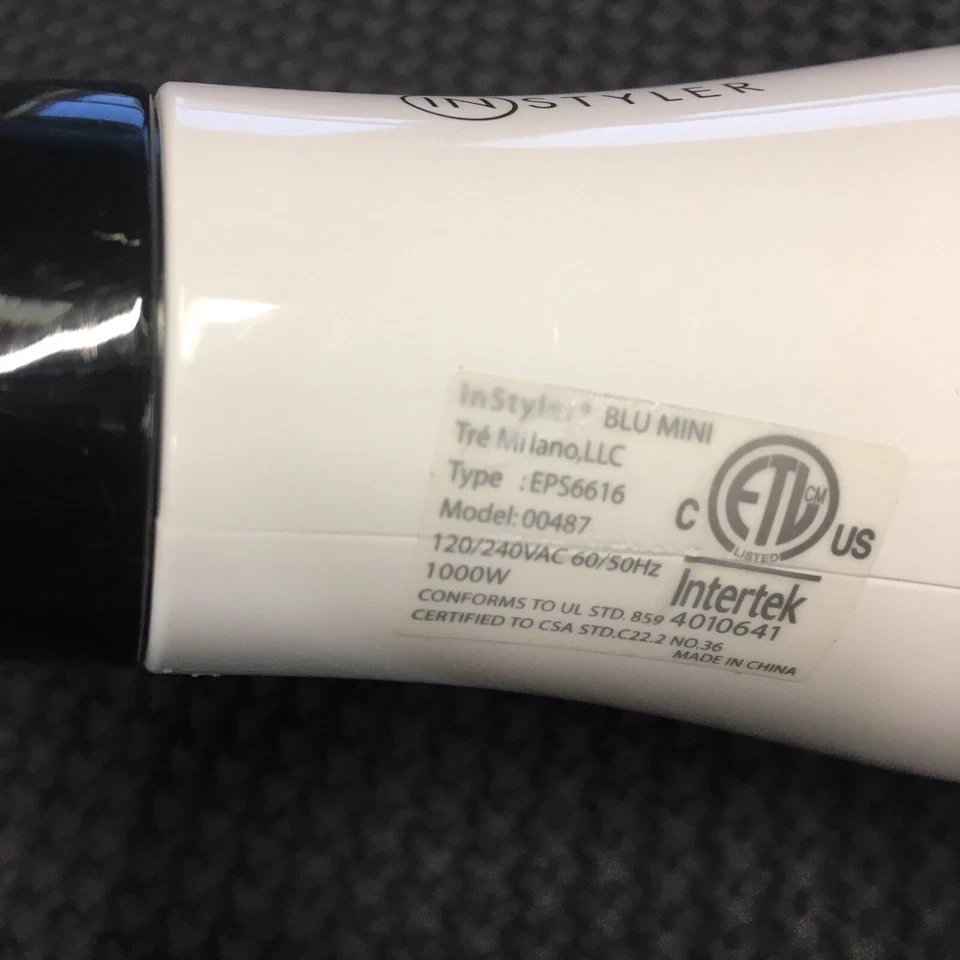 INSTYLER
InStyler® BLU MINI
Tré Milano,LLC
Type :EPS6616
Model:00487
120/240VAC 60/50Hz
1000W
CONFORMS TO UL STD. 859
CERTIFIED TO CSA STD.C22.2 NO.36
C ETL CM US
LISTED
Intertek
4010641
MADE IN CHINA